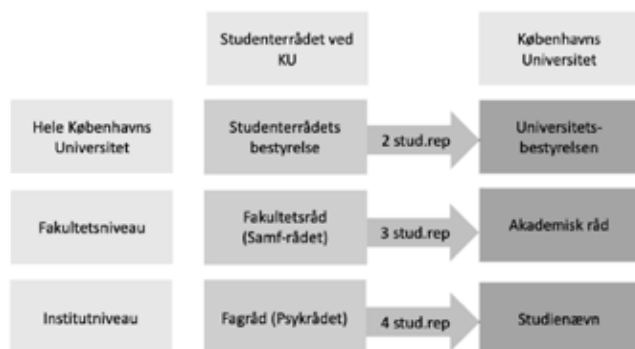 Studenterrådet ved
KU
Københavns
Universitet
Hele Københavns
Universitet
Studenterrådets
bestyrelse
2 stud.rep
Universitets-
bestyrelsen
Fakultetsniveau
Fakultetsråd
(Samf-rådet)
3 stud.rep
Akademisk råd
Institutniveau
Fagråd (Psykrådet)
4 stud.rep
Studienævn